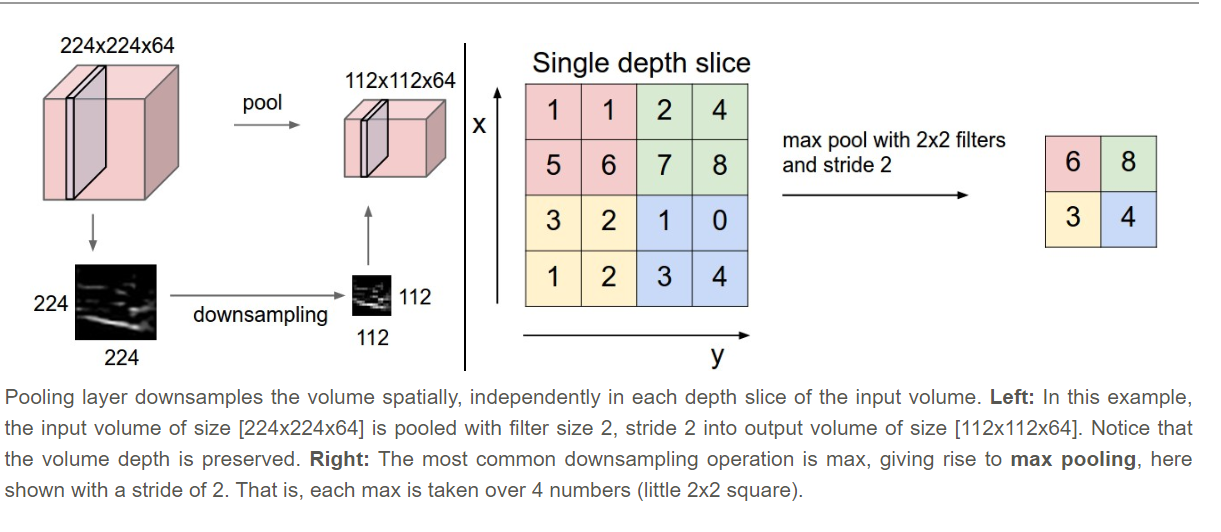 224x224x64
pool
112x112x64
224
224
downsampling
112
112
Single depth slice
x
1 1 2 4
5 6 7 8
3 2 1 0
1 2 3 4
y
max pool with 2x2 filters
and stride 2
6 8
3 4
Pooling layer downsamples the volume spatially, independently in each depth slice of the input volume. Left: In this example,
the input volume of size [224x224x64] is pooled with filter size 2, stride 2 into output volume of size [112x112x64]. Notice that
the volume depth is preserved. Right: The most common downsampling operation is max, giving rise to max pooling, here
shown with a stride of 2. That is, each max is taken over 4 numbers (little 2x2 square).